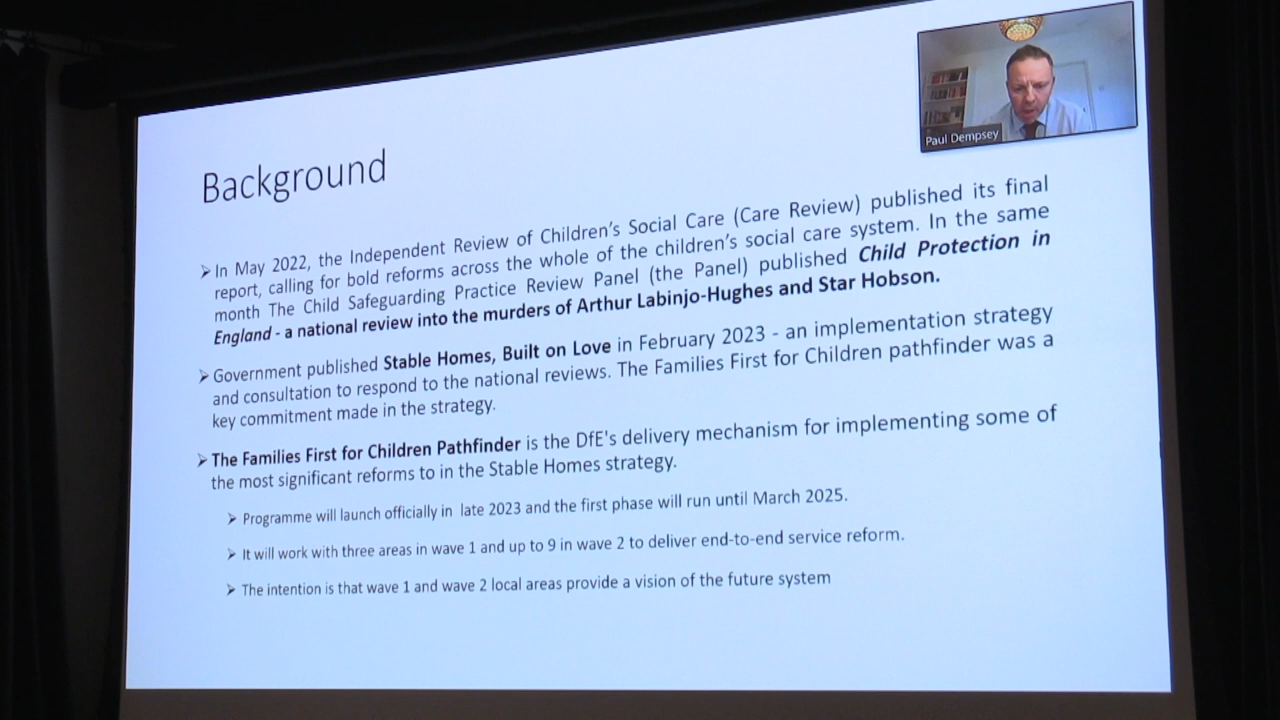 Paul Dempsey
Background
➢ In May 2022, the Independent Review of Children's Social Care (Care Review) published its final
report, calling for bold reforms across the whole of the children's social care system. In the same
month The Child Safeguarding Practice Review Panel (the Panel) published Child Protection in
England - a national review into the murders of Arthur Labinjo-Hughes and Star Hobson.
➢ Government published Stable Homes, Built on Love in February 2023 - an implementation strategy
and consultation to respond to the national reviews. The Families First for Children pathfinder was a
key commitment made in the strategy.
➢ The Families First for Children Pathfinder is the DfE's delivery mechanism for implementing some of
the most significant reforms to in the Stable Homes strategy.
➢ Programme will launch officially in late 2023 and the first phase will run until March 2025.
➢ It will work with three areas in wave 1 and up to 9 in wave 2 to deliver end-to-end service reform.
➢ The intention is that wave 1 and wave 2 local areas provide a vision of the future system